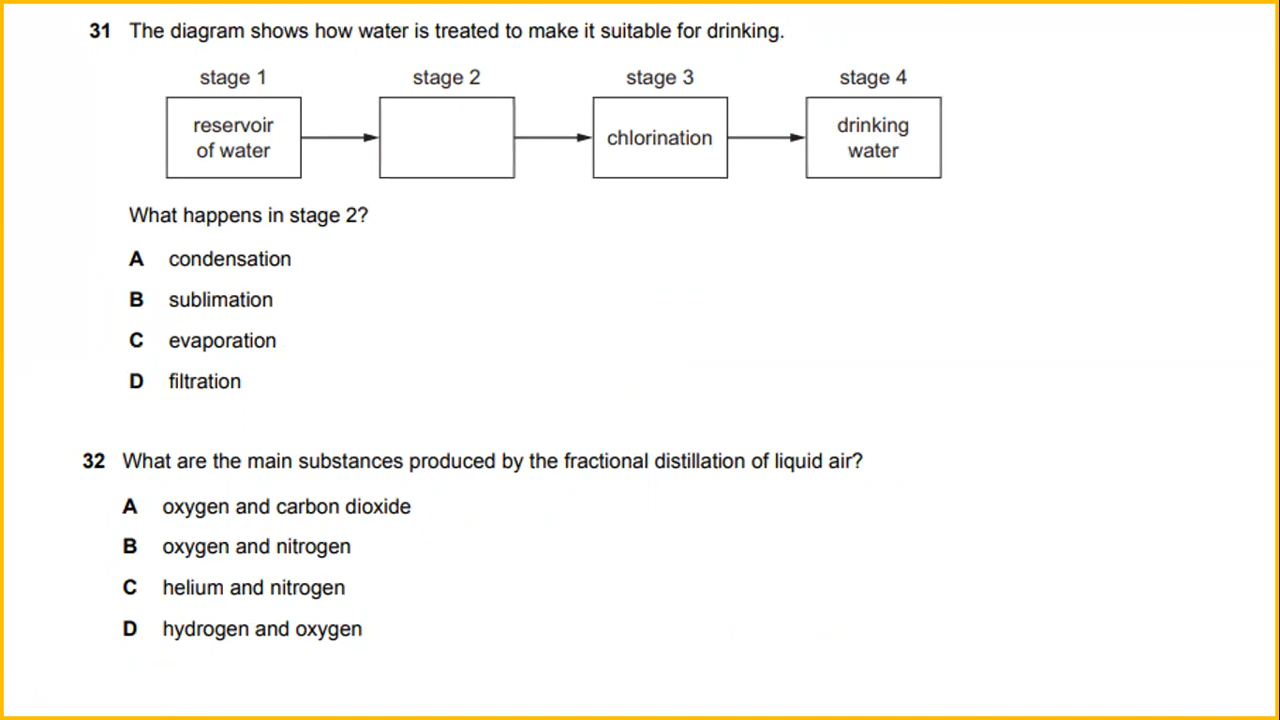 31 The diagram shows how water is treated to make it suitable for drinking.
stage 1 stage 2 stage 3 stage 4
reservoir of water
chlorination
drinking water
What happens in stage 2?
A condensation
B sublimation
C evaporation
D filtration
32 What are the main substances produced by the fractional distillation of liquid air?
A oxygen and carbon dioxide
B oxygen and nitrogen
C helium and nitrogen
D hydrogen and oxygen